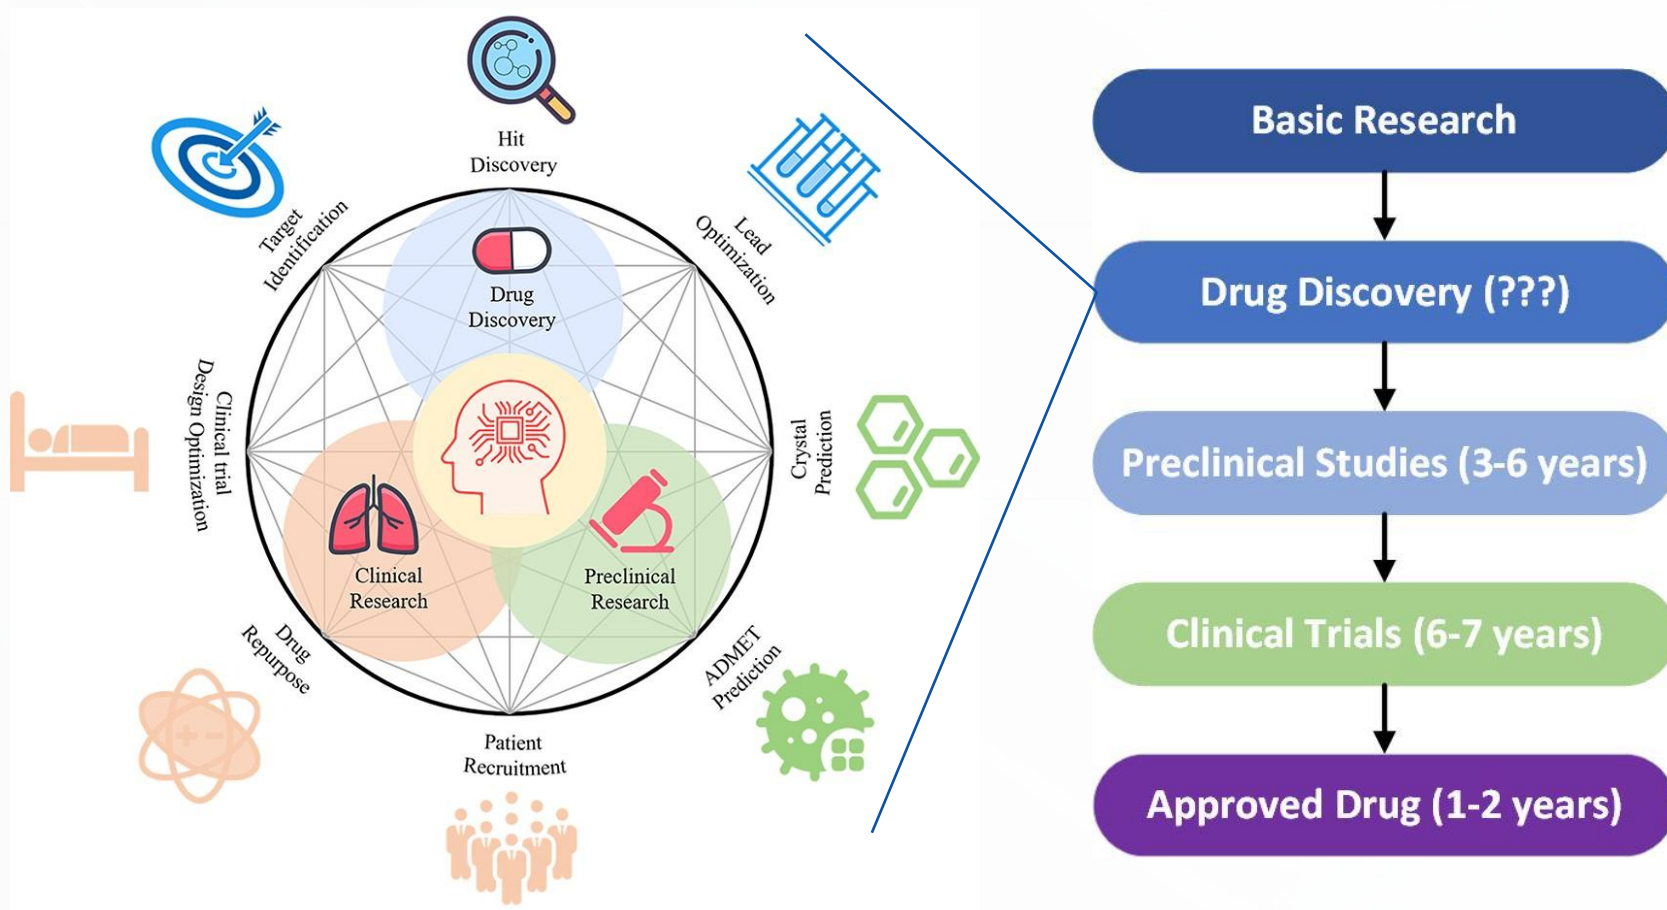 Hit
Discovery
Target
Identification
Lead
Optimization
Drug
Discovery
Clinical trial
Design Optimization
Crystal
Prediction
Clinical
Research
Preclinical
Research
Drug
Repurpose
ADMET
Prediction
Patient
Recruitment
Basic Research
Drug Discovery (???)
Preclinical Studies (3-6 years)
Clinical Trials (6-7 years)
Approved Drug (1-2 years)